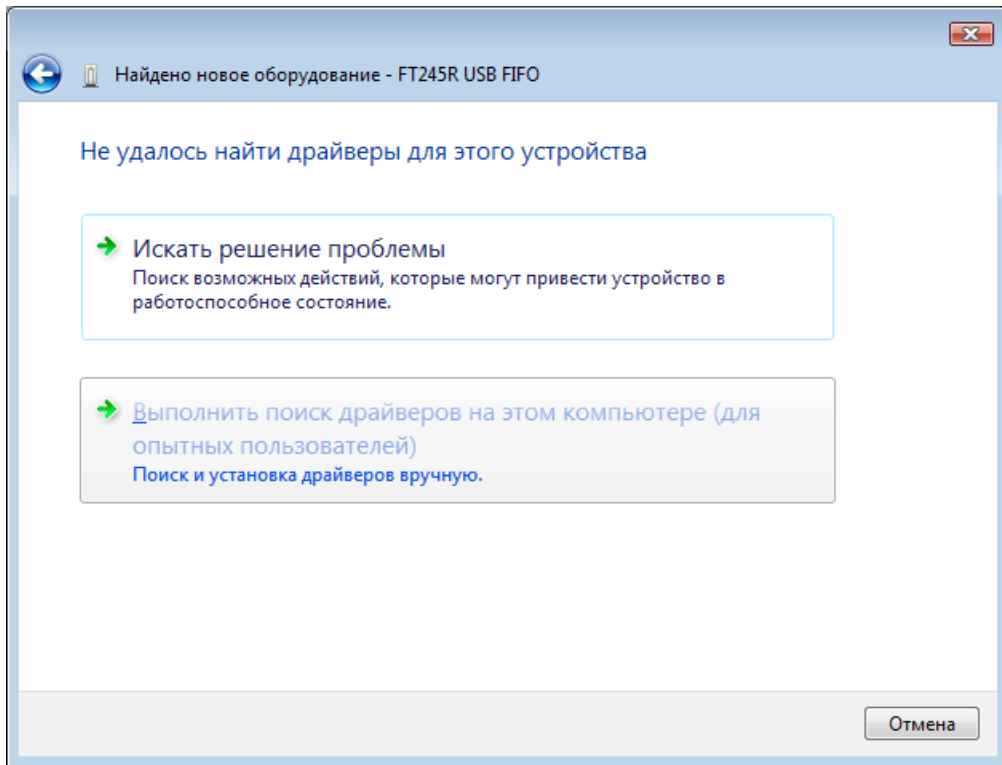 Найдено новое оборудование - FT245R USB FIFO
Не удалось найти драйверы для этого устройства
Искать решение проблемы
Поиск возможных действий, которые могут привести устройство в
работоспособное состояние.
Выполнить поиск драйверов на этом компьютере (для
опытных пользователей)
Поиск и установка драйверов вручную.
Отмена